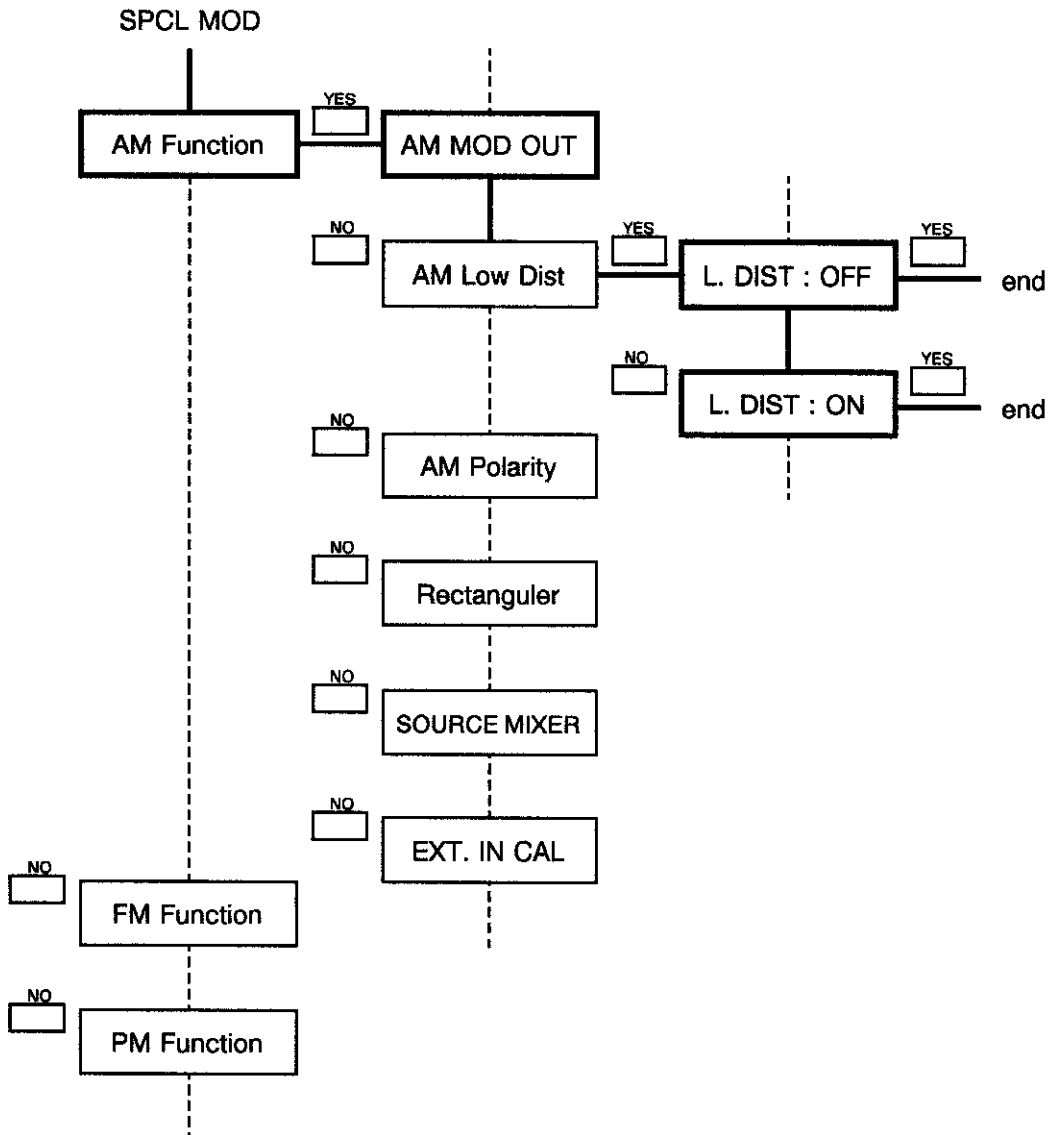 SPCL MOD
YES
AM Function
AM MOD OUT
NO
AM Low Dist
YES
L. DIST : OFF
YES
end
NO
L. DIST : ON
YES
end
NO
AM Polarity
NO
Rectanguler
NO
SOURCE MIXER
NO
EXT. IN CAL
NO
FM Function
NO
PM Function